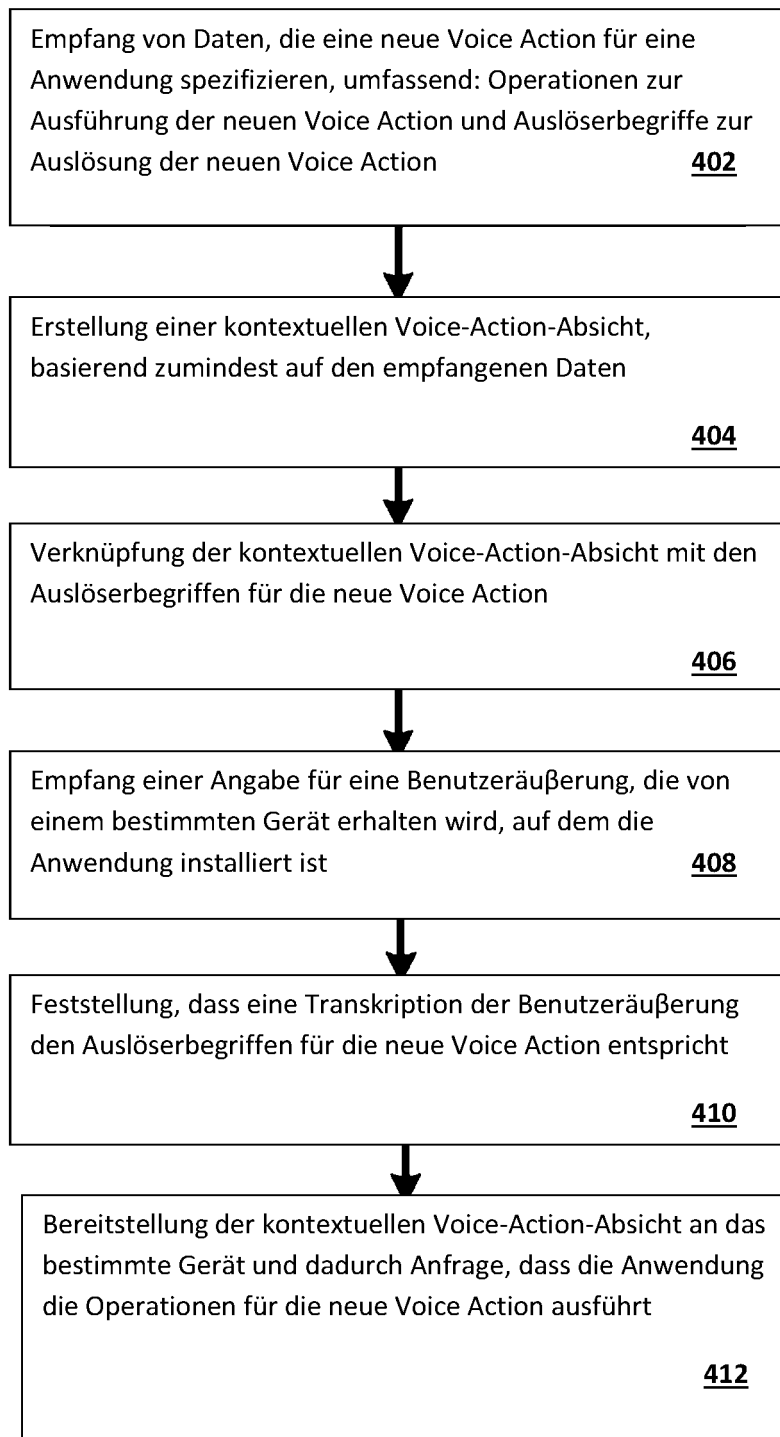 Empfang von Daten, die eine neue Voice Action für eine
Anwendung spezifizieren, umfassend: Operationen zur
Ausführung der neuen Voice Action und Auslöserbegriffe zur
Auslösung der neuen Voice Action 402
Erstellung einer kontextuellen Voice-Action-Absicht,
basierend zumindest auf den empfangenen Daten
404
Verknüpfung der kontextuellen Voice-Action-Absicht mit den
Auslöserbegriffen für die neue Voice Action
406
Empfang einer Angabe für eine Benutzeräuβerung, die von
einem bestimmten Gerät erhalten wird, auf dem die
Anwendung installiert ist 408
Feststellung, dass eine Transkription der Benutzeräuβerung
den Auslöserbegriffen für die neue Voice Action entspricht
410
Bereitstellung der kontextuellen Voice-Action-Absicht an das
bestimmte Gerät und dadurch Anfrage, dass die Anwendung
die Operationen für die neue Voice Action ausführt
412